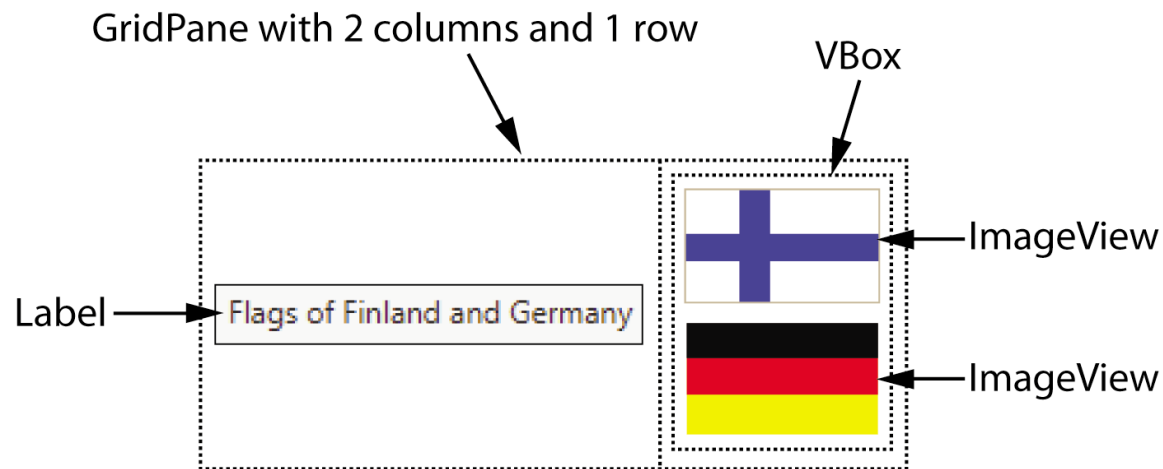 GridPane with 2 columns and 1 row
VBox
ImageView
Label
Flags of Finland and Germany
ImageView